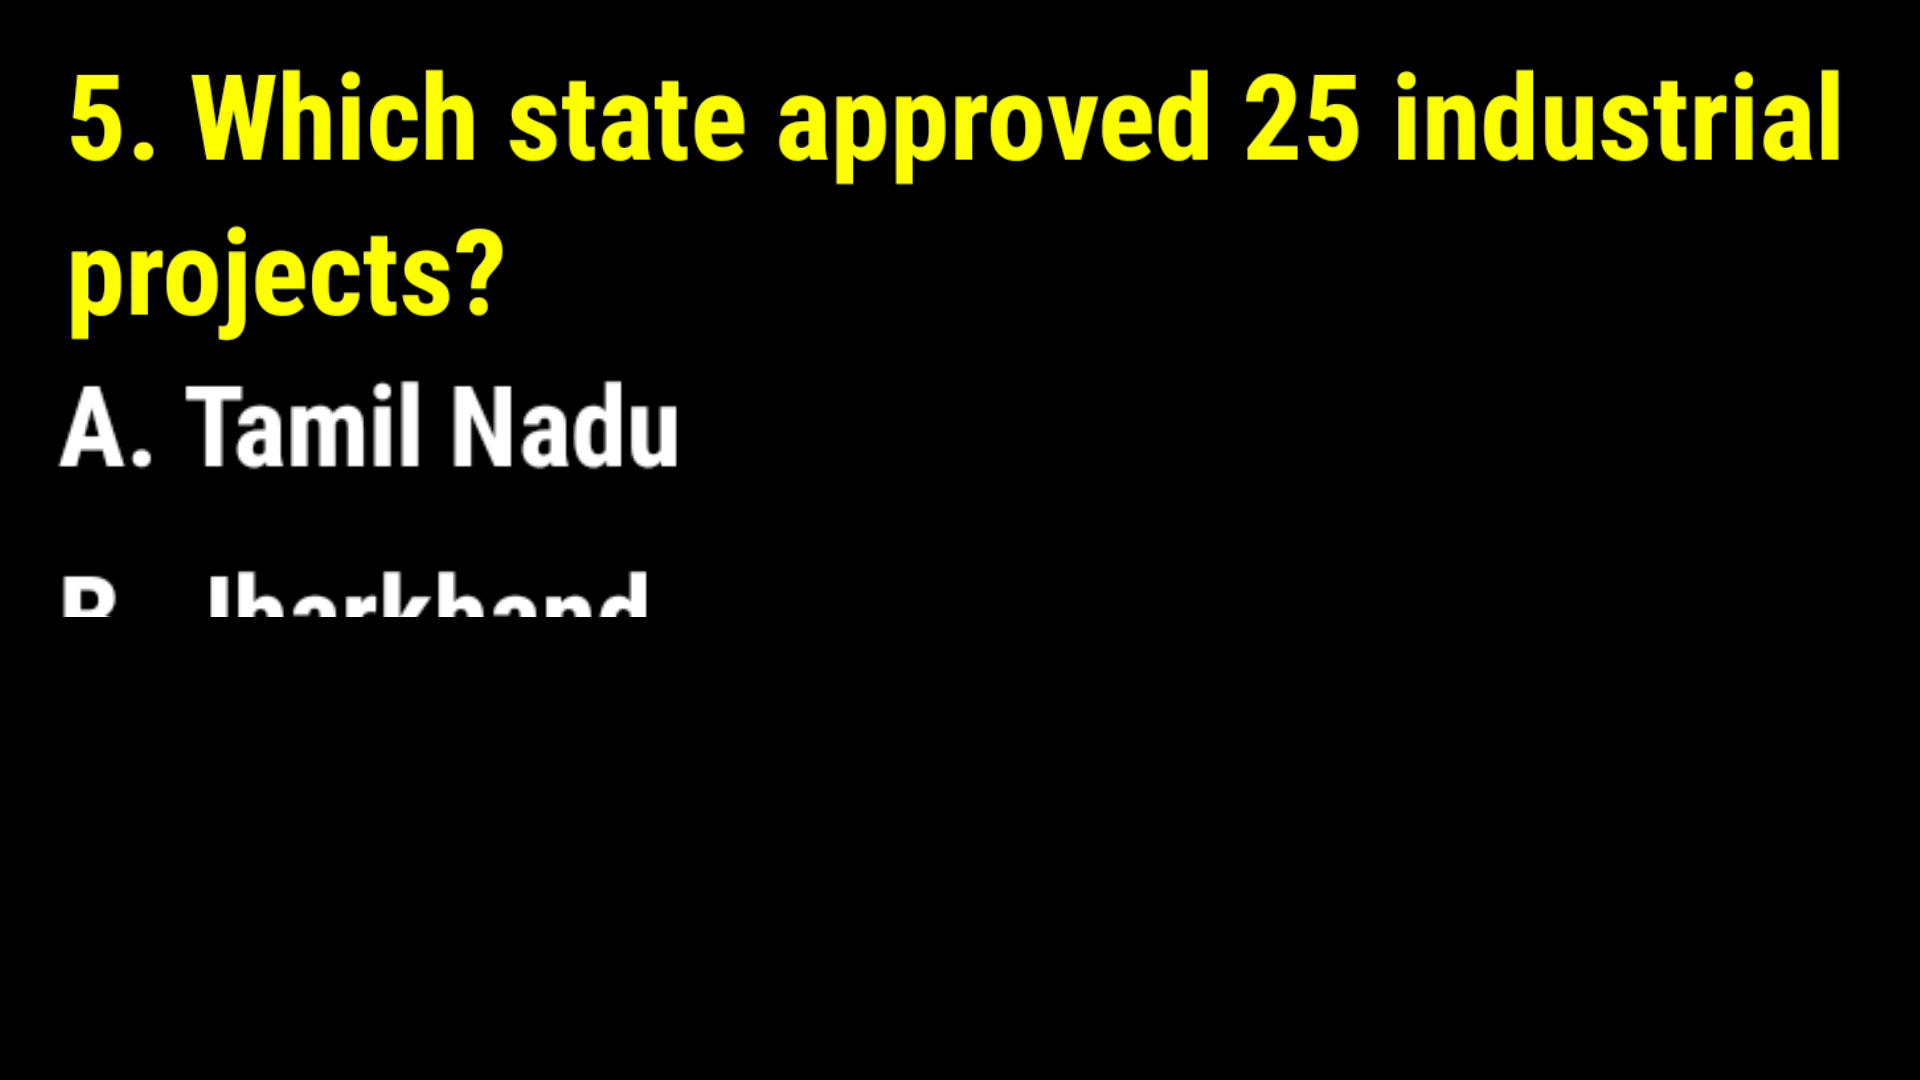 5. Which state approved 25 industrial
projects?
A. Tamil Nadu
B. Jharkhand